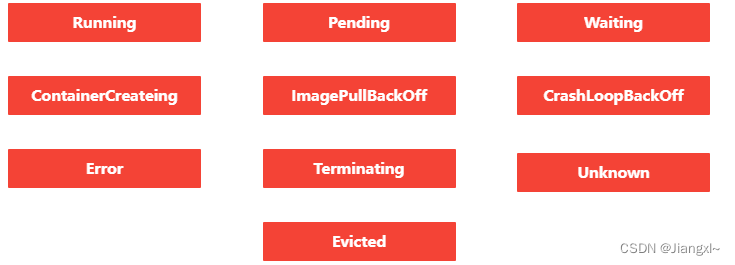 Running
Pending
Waiting
ContainerCreateing
ImagePullBackOff
CrashLoopBackOff
Error
Terminating
Unknown
Evicted
CSDN @Jiangxl~